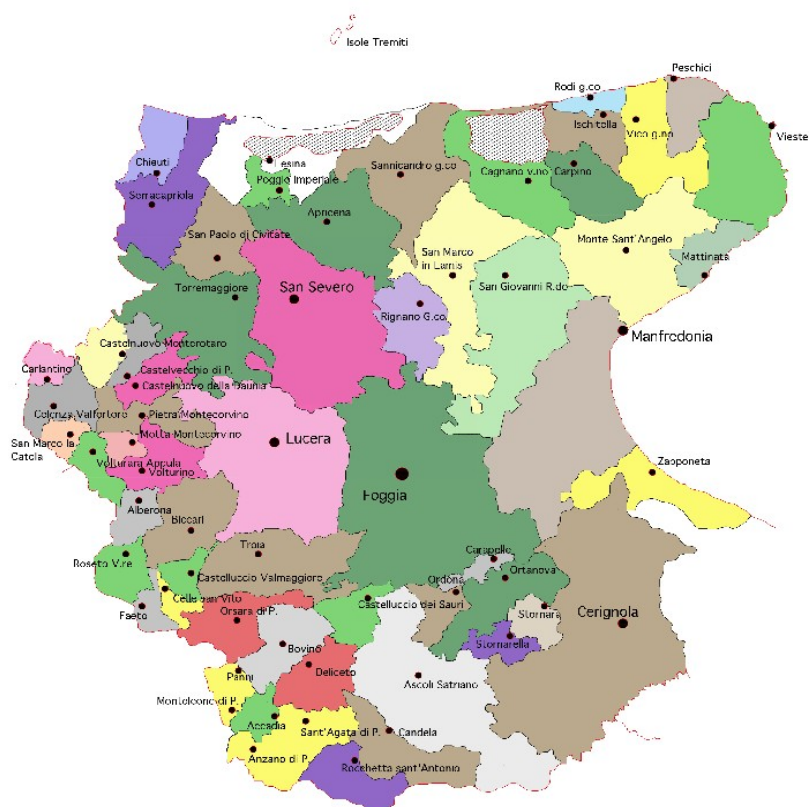 Isole Tremiti
Peschici
Rodi g.co
Ischitella
Vico g.no
Vieste
Chieuti
Lesina
Poggio Imperiale
Sannicandro g.co
Cagnano v.no
Carpino
Serracapriola
San Paolo di Civitate
Apricena
San Marco
in Lamis
Monte Sant'Angelo
Mattinata
Torremaggiore
San Severo
Rignano G.co
San Giovanni R.do
Manfredonia
Castelnuovo Monterotaro
Carlantino
Castelvecchio di P.
Castelnuovo della Daunia
Celenza Valfortore
Pietra Montecorvino
San Marco la
Catola
Motta Montecorvino
Lucera
Volturara Appula
Volturino
Zapponeta
Foggia
Alberona
Biccari
Troia
Carapelle
Roseto V.re
Castelluccio Valmaggiore
Ordona
Ortanova
Celle san Vito
Castelluccio dei Sauri
Faeto
Orsara di P.
Stornara
Cerignola
Bovino
Stornarella
Panni
Deliceto
Ascoli Satriano
Monteleone di P.
Accadia
Sant'Agata di P.
Candela
Anzano di P.
Rocchetta sant'Antonio